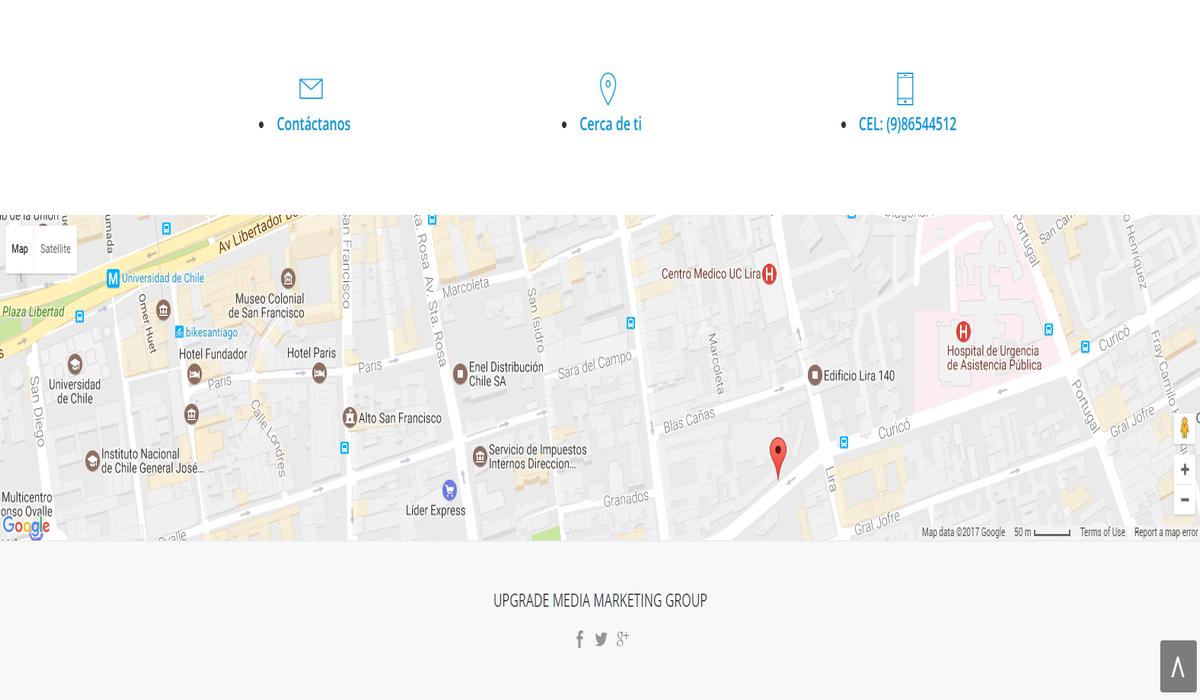 Contáctanos
Cerca de ti
CEL: (9)86544512
Map
Satellite
Av Libertador
M Universidad de Chile
Plaza Libertad
Omer Huet
San Francisco
Museo Colonial
de San Francisco
bikesantiago
Hotel Fundador
Hotel Paris
Paris
Paris
Universidad
de Chile
San Diego
Calle Londres
Alto San Francisco
Instituto Nacional
de Chile General José...
Multicentro
onso Ovalle
Google
Ovalle
a. Rosa
Av. Sta. Rosa
Marcoleta
San Isidro
Enel Distribución
Chile SA
Sara del Campo
Servicio de Impuestos
Internos Direccion...
Líder Express
Granados
Centro Medico UC Lira
H
Marcoleta
Blas Cañas
Edificio Lira 140
Lira
Curicó
H
Hospital de Urgencia
de Asistencia Pública
Portugal
Portugal
Curicó
Gral Jofre
Gral Jofre
Fray Camilo
Henriquez
Map data ©2017 Google
50 m
Terms of Use
Report a map error
UPGRADE MEDIA MARKETING GROUP